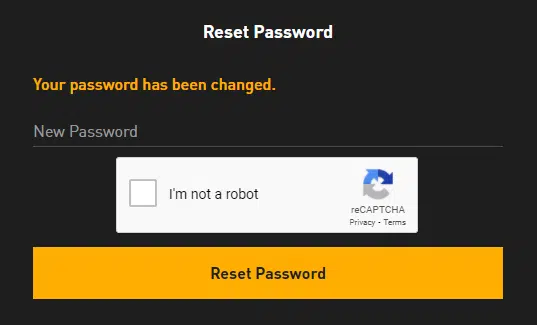 Reset Password
Your password has been changed.
New Password
I'm not a robot
reCAPTCHA
Privacy - Terms
Reset Password